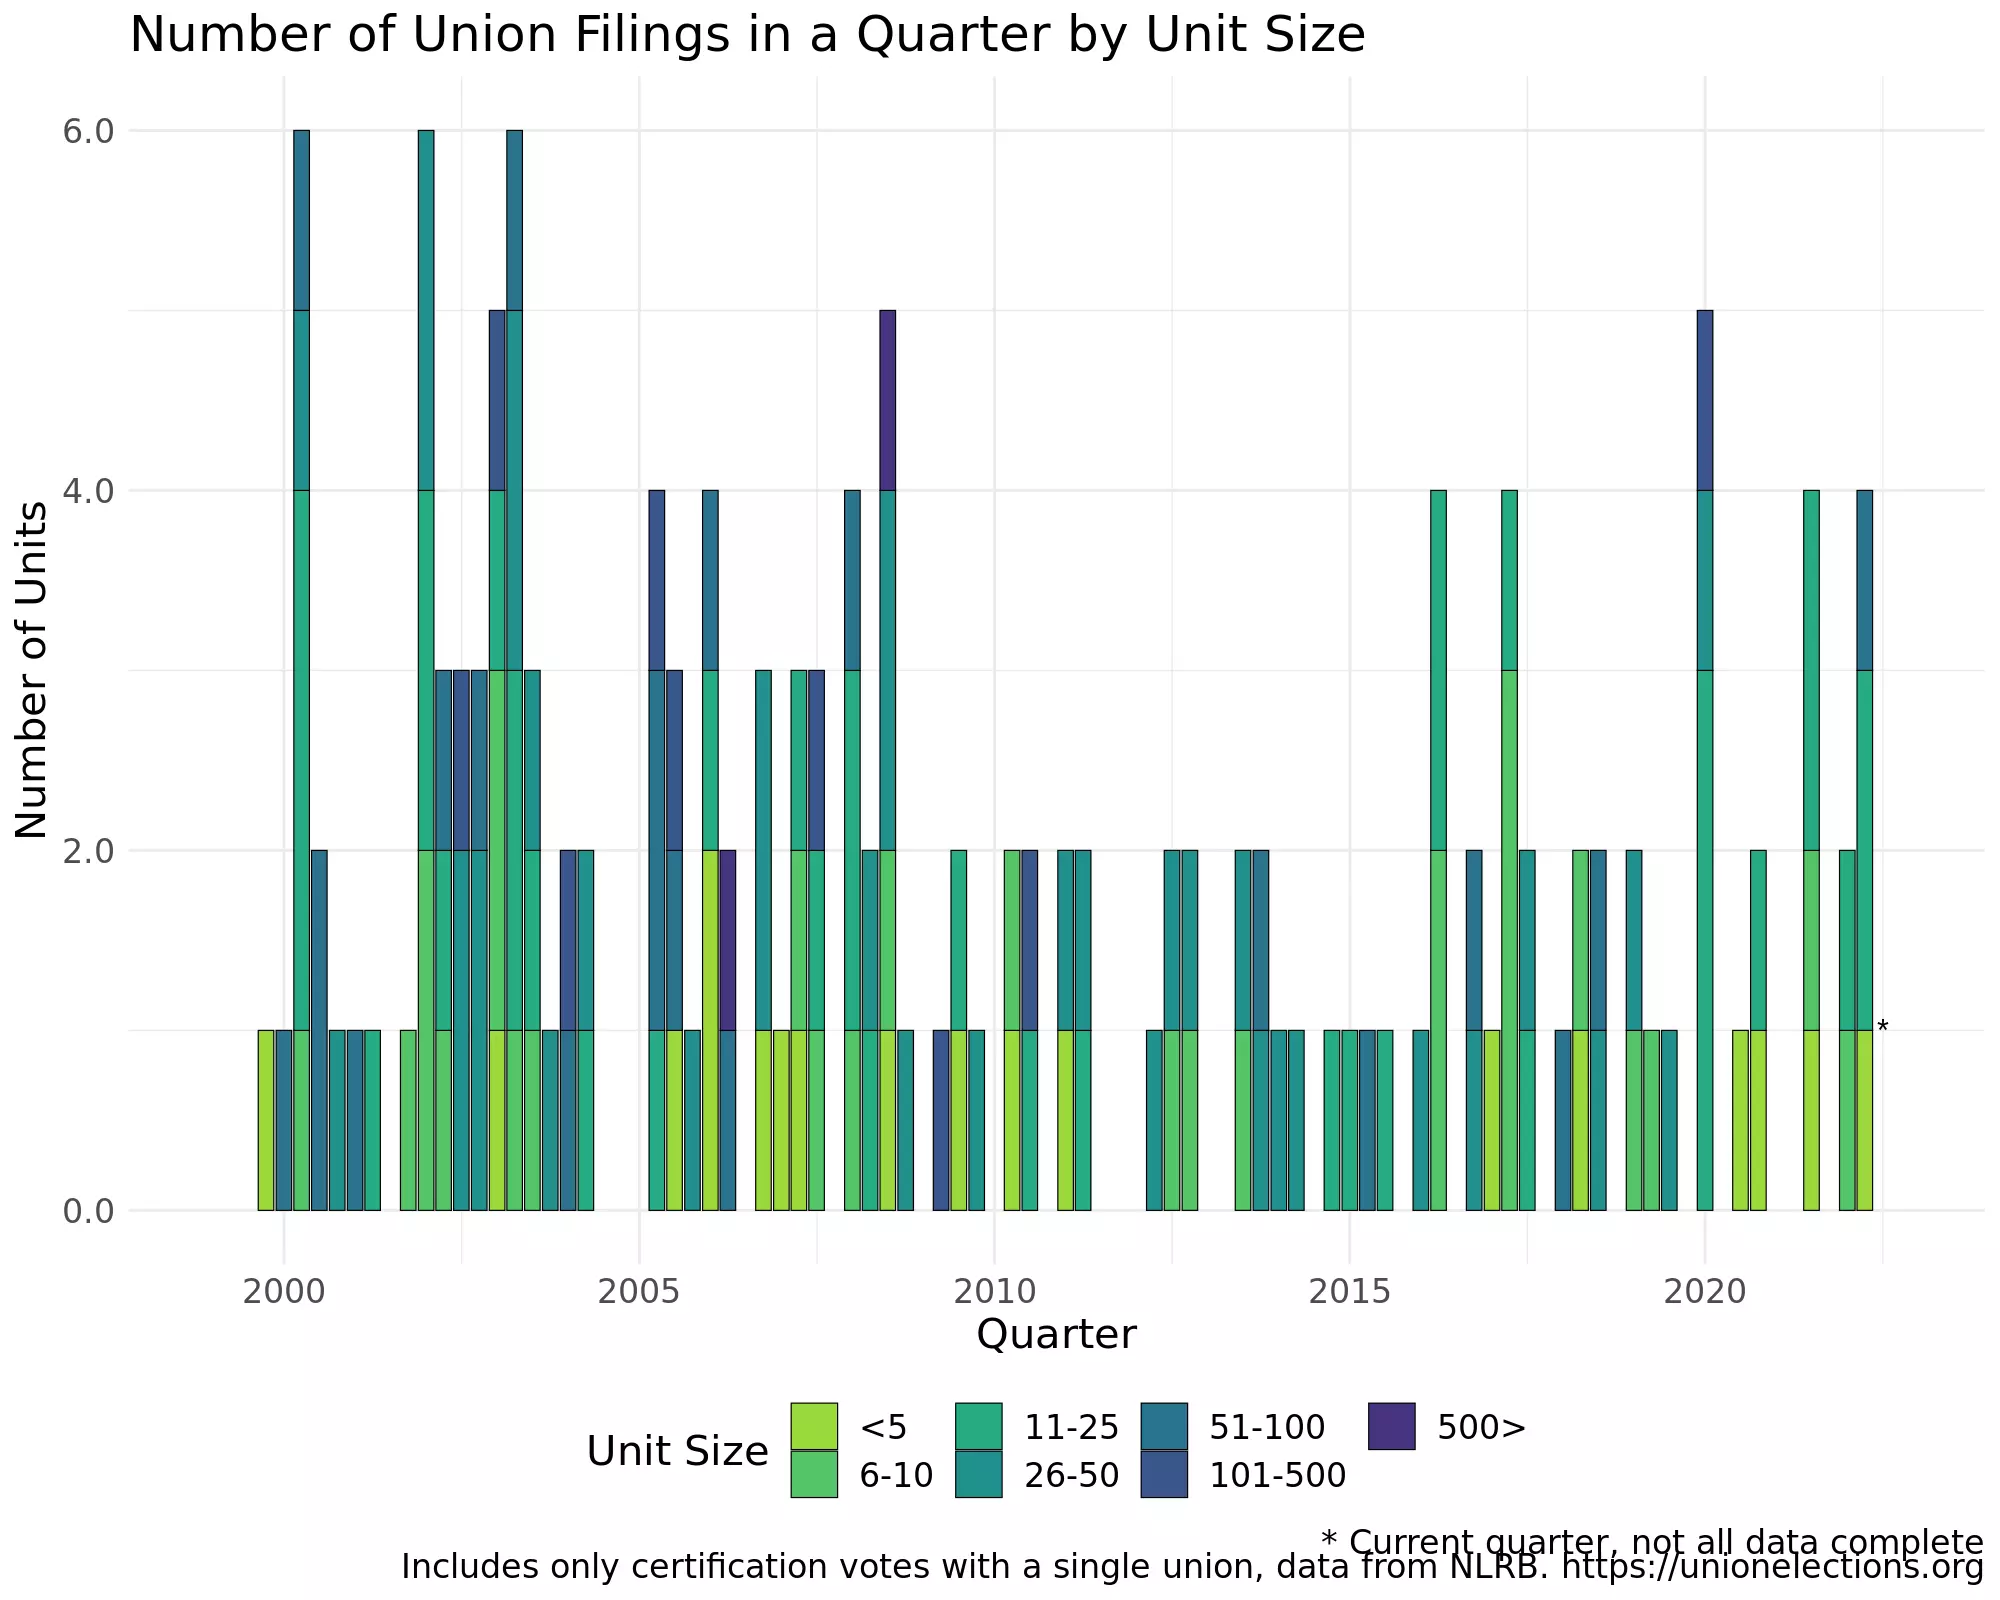 Number of Union Filings in a Quarter by Unit Size
Number of Units
6.0
4.0
2.0
0.0
*
2000 2005 2010 2015 2020
Quarter
Unit Size
<5 11-25 51-100 500>
6-10 26-50 101-500
* Current quarter, not all data complete
Includes only certification votes with a single union, data from NLRB. https://unionelections.org